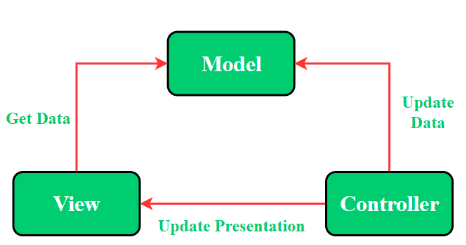 Model
Get Data
Update
Data
View
Controller
Update Presentation